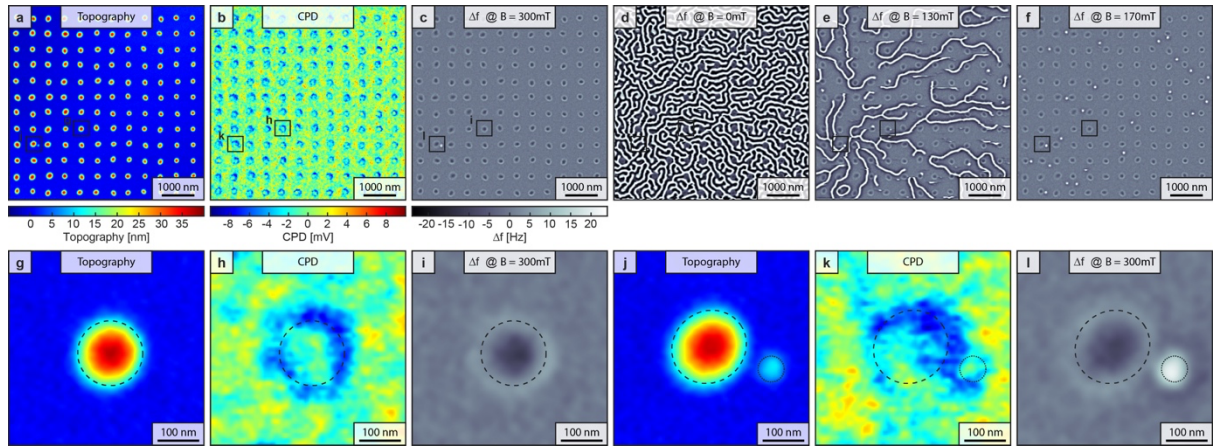 a Topography
b CPD
c Δf @ B = 300mT
d Δf @ B = 0mT
e Δf @ B = 130mT
f Δf @ B = 170mT
h
k
i
l
1000 nm
1000 nm
1000 nm
1000 nm
1000 nm
1000 nm
0 5 10 15 20 25 30 35
Topography [nm]
-8 -6 -4 -2 0 2 4 6 8
CPD [mV]
-20 -15 -10 -5 0 5 10 15 20
Δf [Hz]
g Topography
h CPD
i Δf @ B = 300mT
j Topography
k CPD
l Δf @ B = 300mT
100 nm
100 nm
100 nm
100 nm
100 nm
100 nm